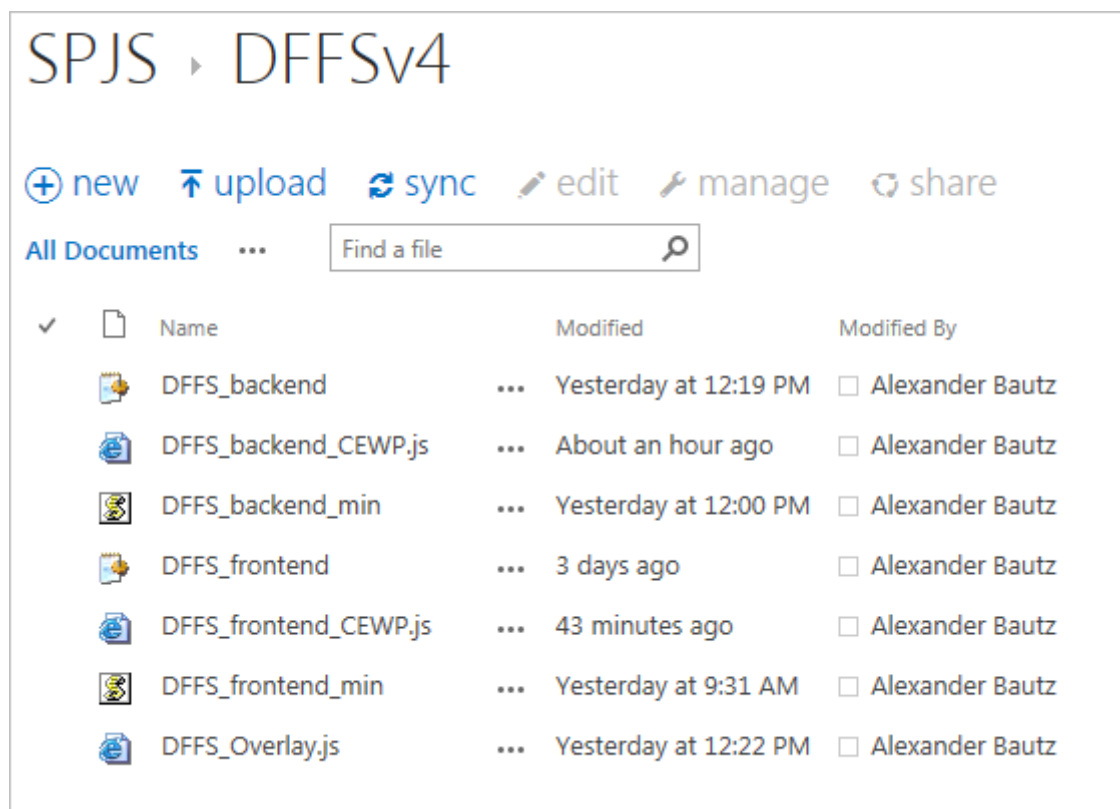 SPJS ▸ DFFSv4
new upload sync edit manage share
All Documents ••• Find a file
Name Modified Modified By
DFFS_backend ••• Yesterday at 12:19 PM Alexander Bautz
DFFS_backend_CEWP.js ••• About an hour ago Alexander Bautz
DFFS_backend_min ••• Yesterday at 12:00 PM Alexander Bautz
DFFS_frontend ••• 3 days ago Alexander Bautz
DFFS_frontend_CEWP.js ••• 43 minutes ago Alexander Bautz
DFFS_frontend_min ••• Yesterday at 9:31 AM Alexander Bautz
DFFS_Overlay.js ••• Yesterday at 12:22 PM Alexander Bautz